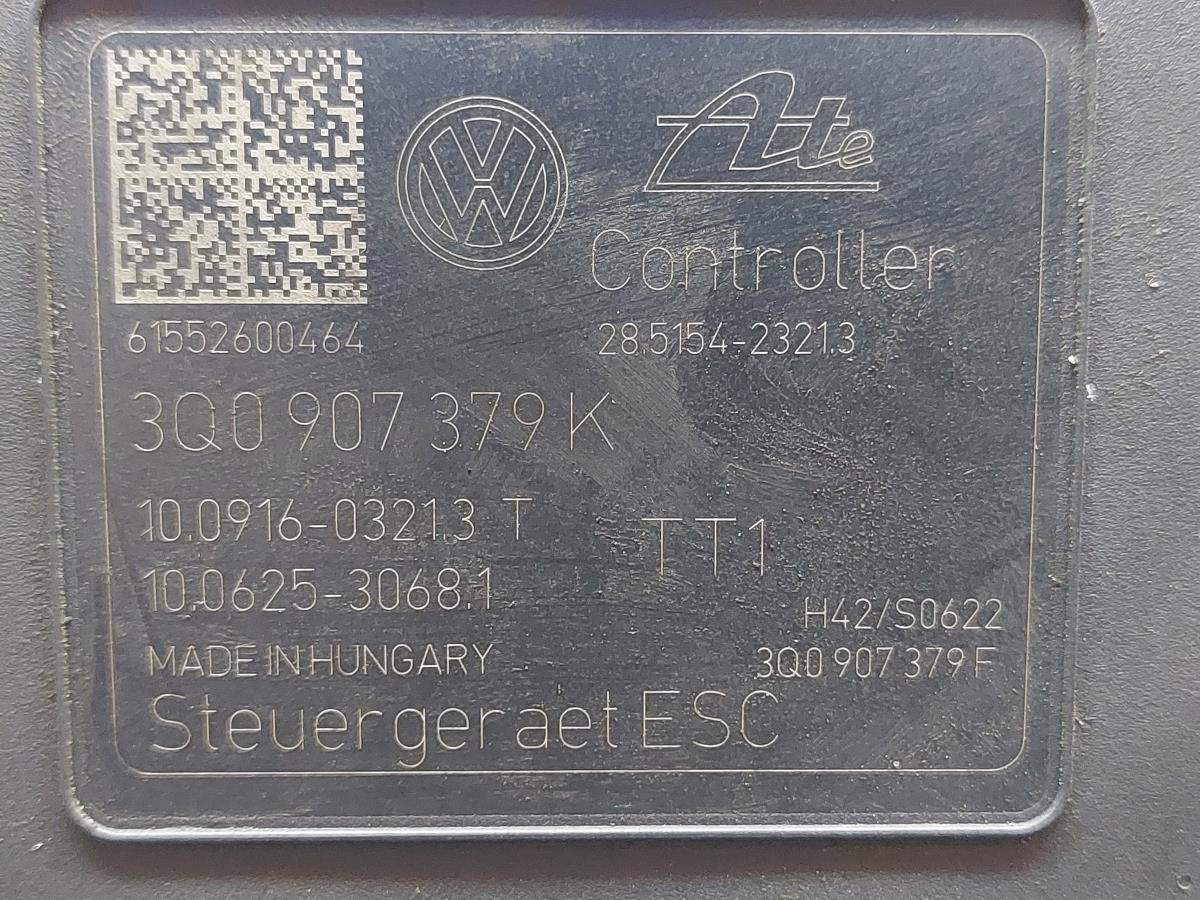 Ate
Controller
61552600464
28.5154-2321.3
3Q0 907 379 K
10.0916-0321.3 T
TT1
10.0625-3068.1
H42/S0622
MADE IN HUNGARY
3Q0 907 379 F
Steuergeraet ESC